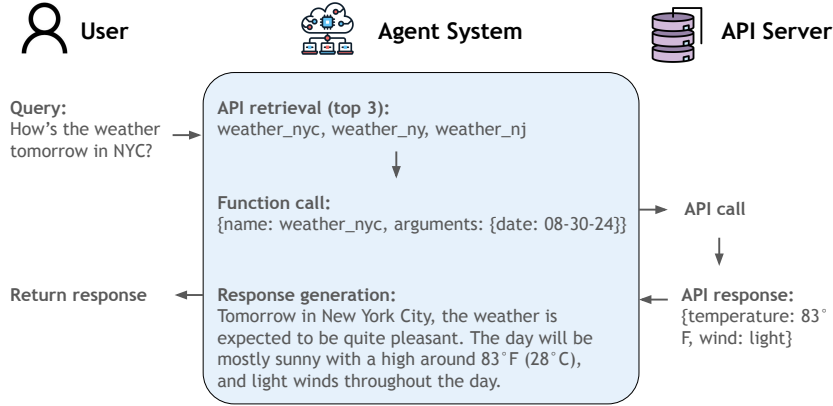 User
Agent System
API Server
Query:
How's the weather
tomorrow in NYC?
API retrieval (top 3):
weather_nyc, weather_ny, weather_nj
Function call:
{name: weather_nyc, arguments: {date: 08-30-24}}
API call
Return response
Response generation:
Tomorrow in New York City, the weather is
expected to be quite pleasant. The day will be
mostly sunny with a high around 83°F (28°C),
and light winds throughout the day.
API response:
{temperature: 83°
F, wind: light}